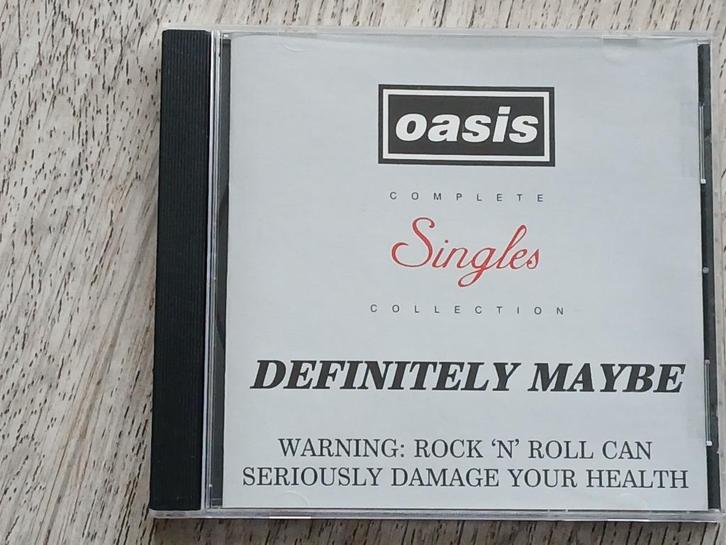 oasis
COMPLETE
Singles
COLLECTION
DEFINITELY MAYBE
WARNING: ROCK ‘N’ ROLL CAN
SERIOUSLY DAMAGE YOUR HEALTH